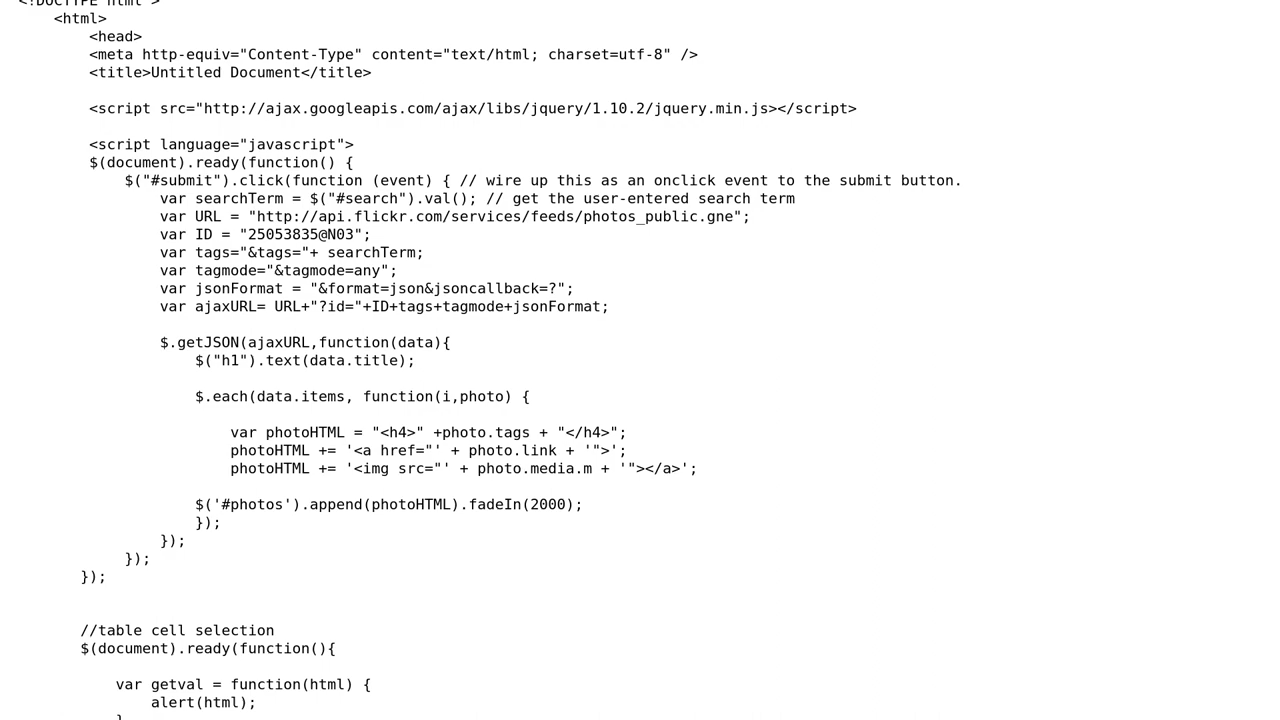 <!DOCTYPE html >
<html>
<head>
<meta http-equiv="Content-Type" content="text/html; charset=utf-8" />
<title>Untitled Document</title>
<script src="http://ajax.googleapis.com/ajax/libs/jquery/1.10.2/jquery.min.js></script>
<script language="javascript">
$(document).ready(function() {
$("#submit").click(function (event) { // wire up this as an onclick event to the submit button.
var searchTerm = $("#search").val(); // get the user-entered search term
var URL = "http://api.flickr.com/services/feeds/photos_public.gne";
var ID = "25053835@N03";
var tags="&tags="+ searchTerm;
var tagmode="&tagmode=any";
var jsonFormat = "&format=json&jsoncallback=?";
var ajaxURL= URL+"?id="+ID+tags+tagmode+jsonFormat;
$.getJSON(ajaxURL,function(data){
$("h1").text(data.title);
$.each(data.items, function(i,photo) {
var photoHTML = "<h4>" +photo.tags + "</h4>";
photoHTML += '<a href="' + photo.link + '">';
photoHTML += '<img src="' + photo.media.m + '"></a>';
$('#photos').append(photoHTML).fadeIn(2000);
});
});
});
});
//table cell selection
$(document).ready(function(){
var getval = function(html) {
alert(html);
}